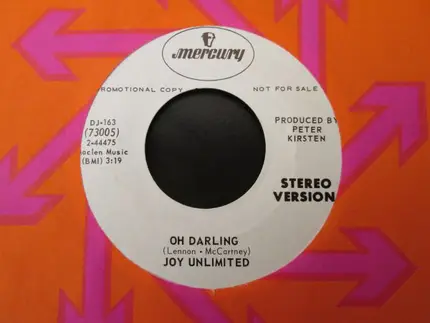 mercury
PROMOTIONAL COPY
NOT FOR SALE
DJ-163
(73005)
2-44475
Maclen Music
(BMI) 3:19
PRODUCED BY
PETER
KIRSTEN
STEREO
VERSION
OH DARLING
(Lennon - McCartney)
JOY UNLIMITED